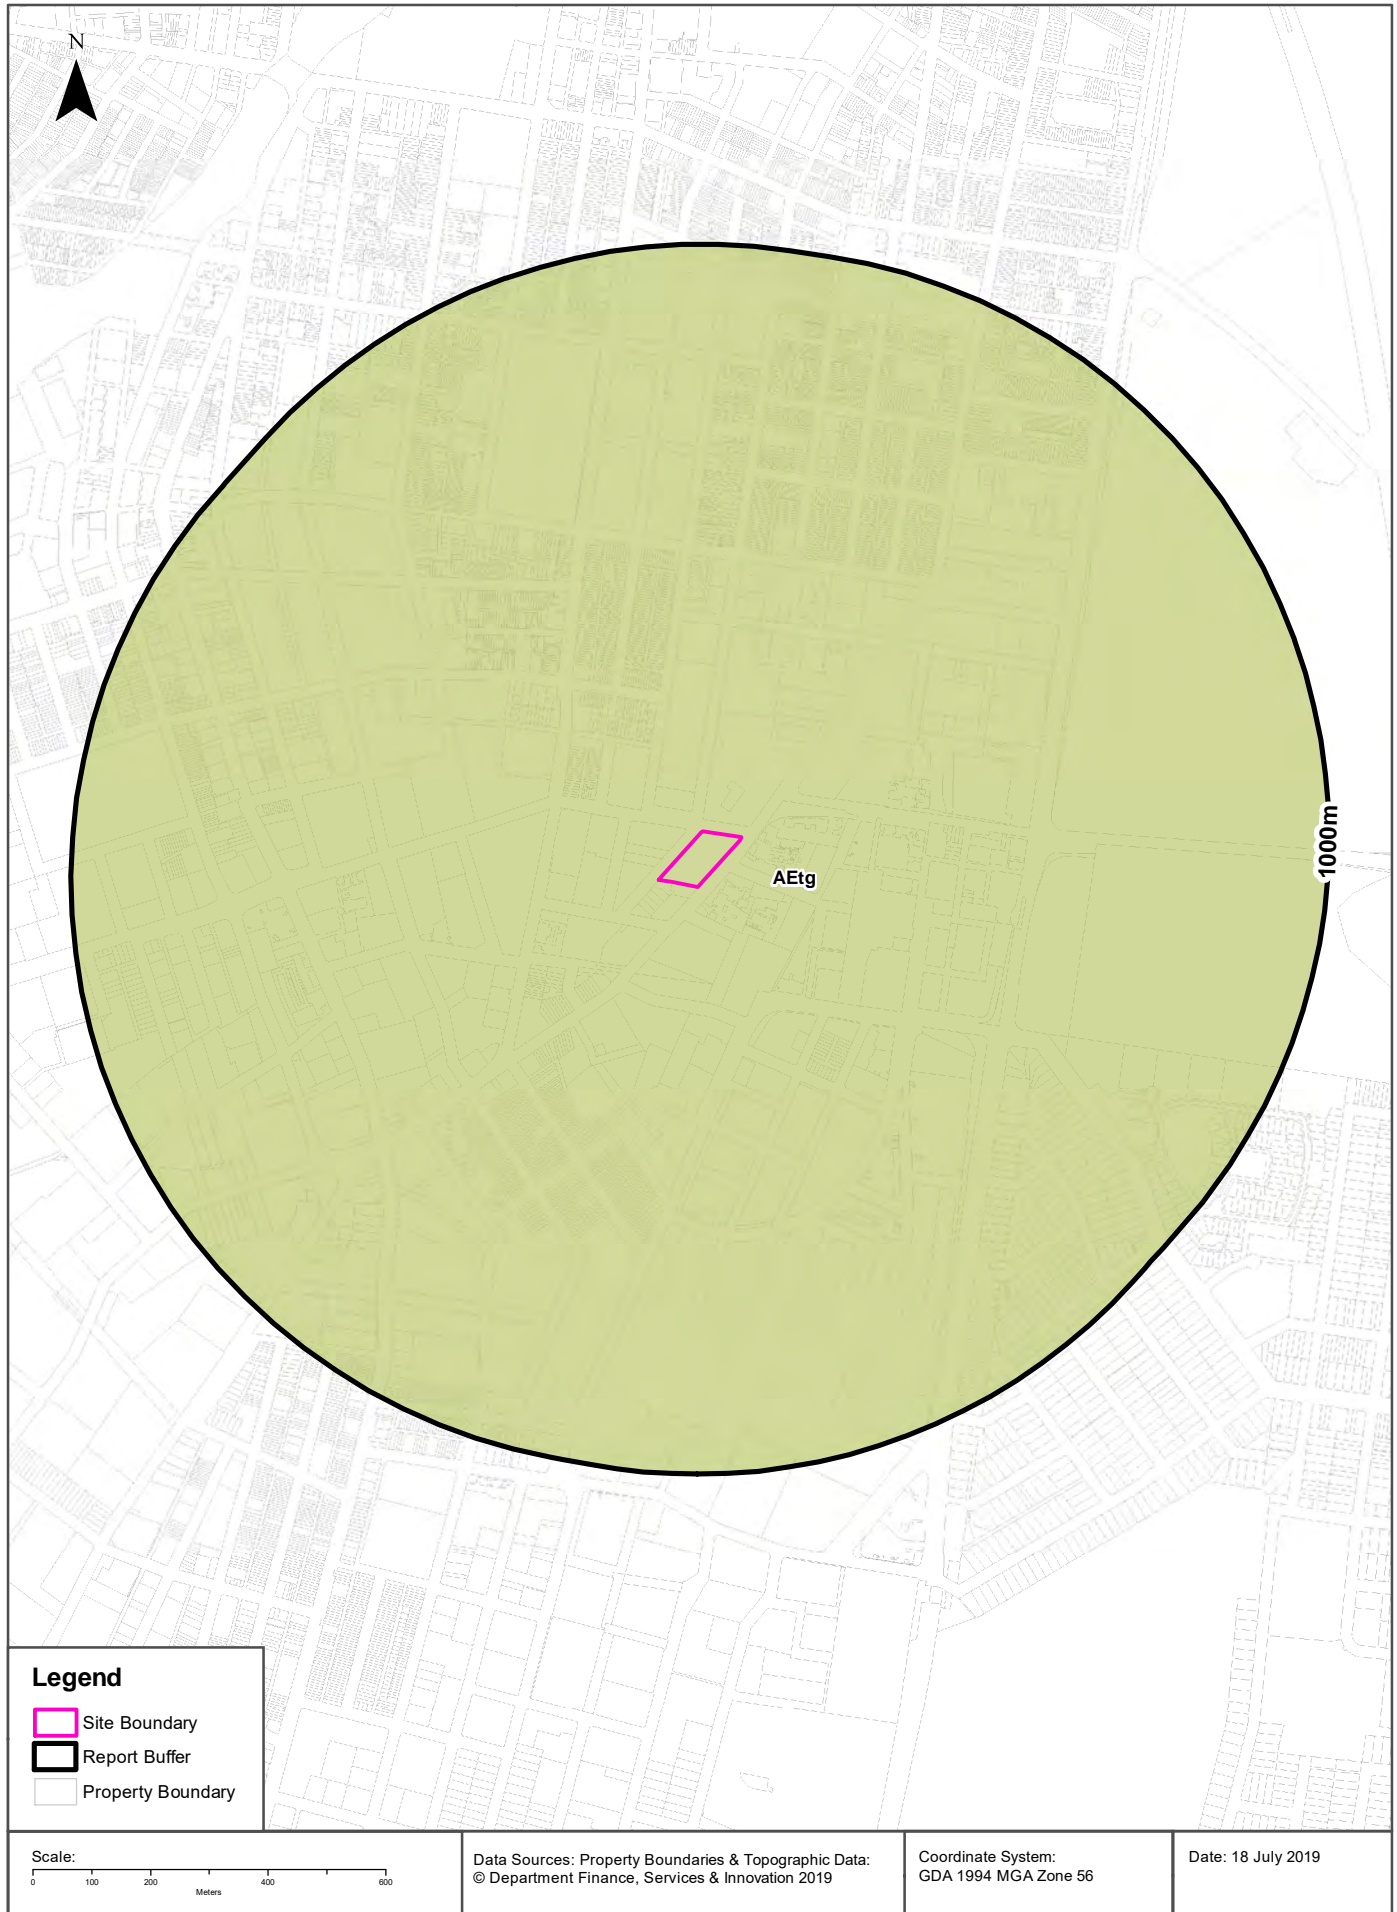 N
1000m
AEtg
Legend
Site Boundary
Report Buffer
Property Boundary
Scale:
0 100 200 400 600
Meters
Data Sources: Property Boundaries & Topographic Data:
© Department Finance, Services & Innovation 2019
Coordinate System:
GDA 1994 MGA Zone 56
Date: 18 July 2019